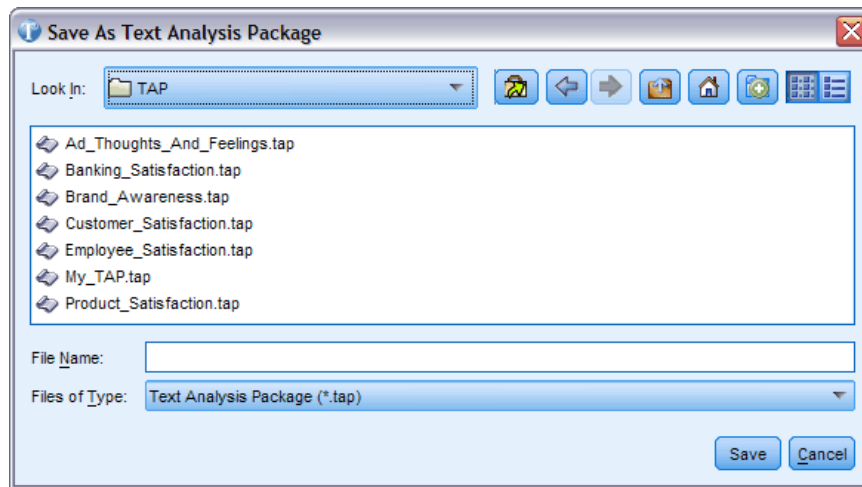 Save As Text Analysis Package
Look In: TAP
Ad_Thoughts_And_Feelings.tap
Banking_Satisfaction.tap
Brand_Awareness.tap
Customer_Satisfaction.tap
Employee_Satisfaction.tap
My_TAP.tap
Product_Satisfaction.tap
File Name:
Files of Type: Text Analysis Package (*.tap)
Save Cancel